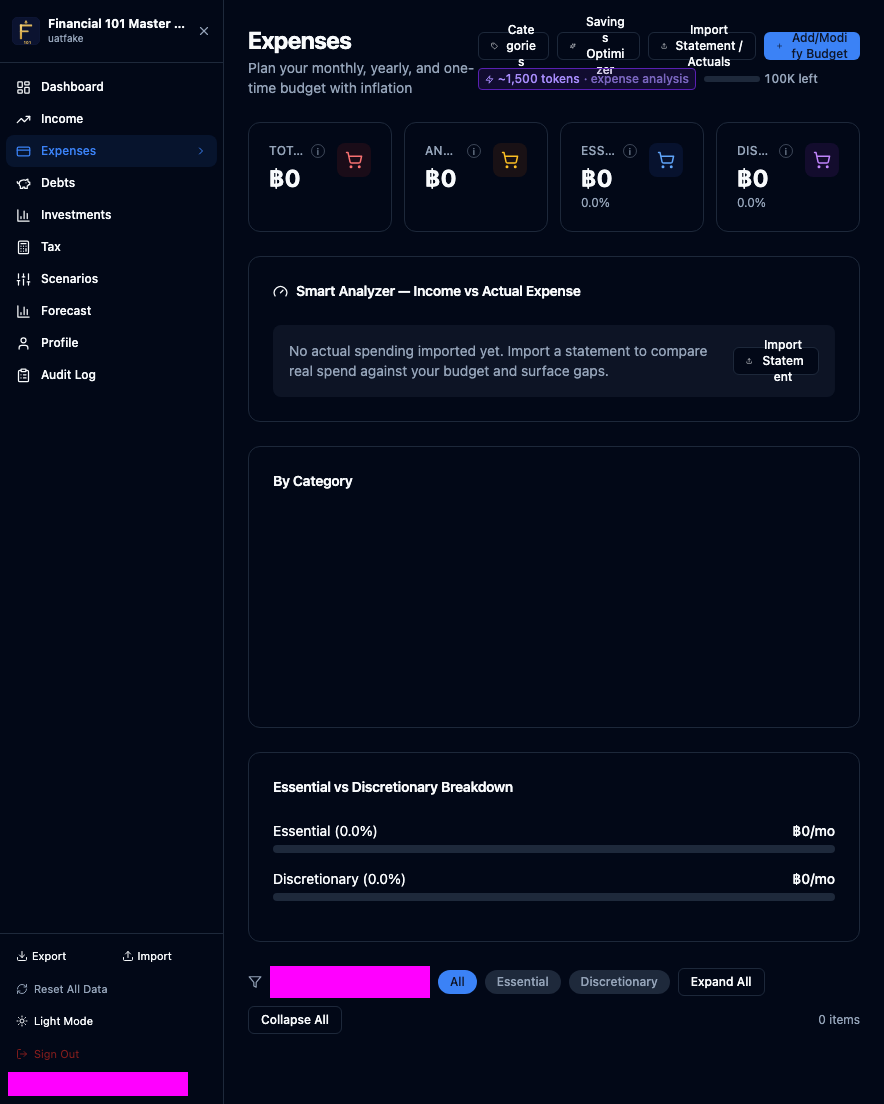 Financial 101 Master ...
uatfake
Dashboard
Income
Expenses
Debts
Investments
Tax
Scenarios
Forecast
Profile
Audit Log
Export
Import
Reset All Data
Light Mode
Sign Out
Expenses
Plan your monthly, yearly, and one-
time budget with inflation
Cate
gorie
s
Saving
s
Optimi
zer
Import
Statement /
Actuals
Add/Modi
fy Budget
~1,500 tokens · expense analysis
100K left
TOT...
฿0
AN...
฿0
ESS...
฿0
0.0%
DIS...
฿0
0.0%
Smart Analyzer — Income vs Actual Expense
No actual spending imported yet. Import a statement to compare
real spend against your budget and surface gaps.
Import
Statem
ent
By Category
Essential vs Discretionary Breakdown
Essential (0.0%)
฿0/mo
Discretionary (0.0%)
฿0/mo
All
Essential
Discretionary
Expand All
Collapse All
0 items